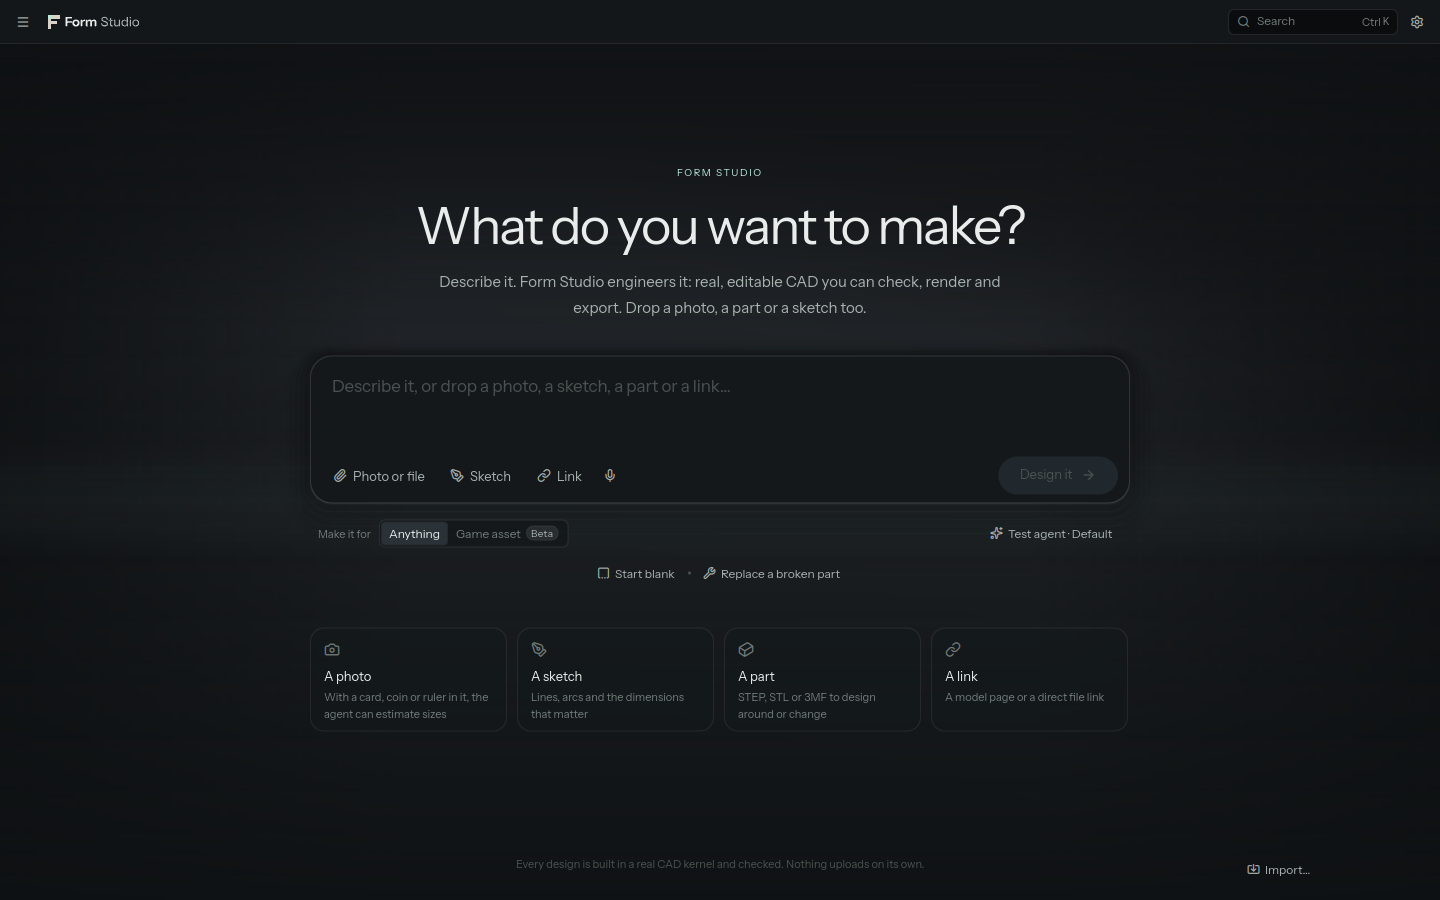 Form Studio
Search
Ctrl K
FORM STUDIO
What do you want to make?
Describe it. Form Studio engineers it: real, editable CAD you can check, render and
export. Drop a photo, a part or a sketch too.
Describe it, or drop a photo, a sketch, a part or a link...
Photo or file
Sketch
Link
Design it
Make it for
Anything
Game asset
Beta
Test agent · Default
Start blank
Replace a broken part
A photo
With a card, coin or ruler in it, the
agent can estimate sizes
A sketch
Lines, arcs and the dimensions
that matter
A part
STEP, STL or 3MF to design
around or change
A link
A model page or a direct file link
Every design is built in a real CAD kernel and checked. Nothing uploads on its own.
Import...